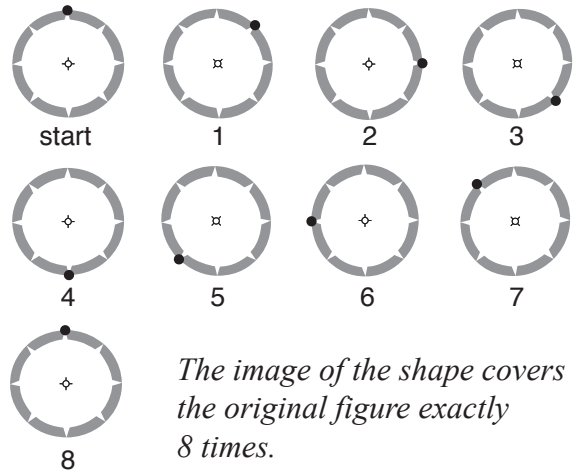 start
1
2
3
4
5
6
7
8
The image of the shape covers
the original figure exactly
8 times.